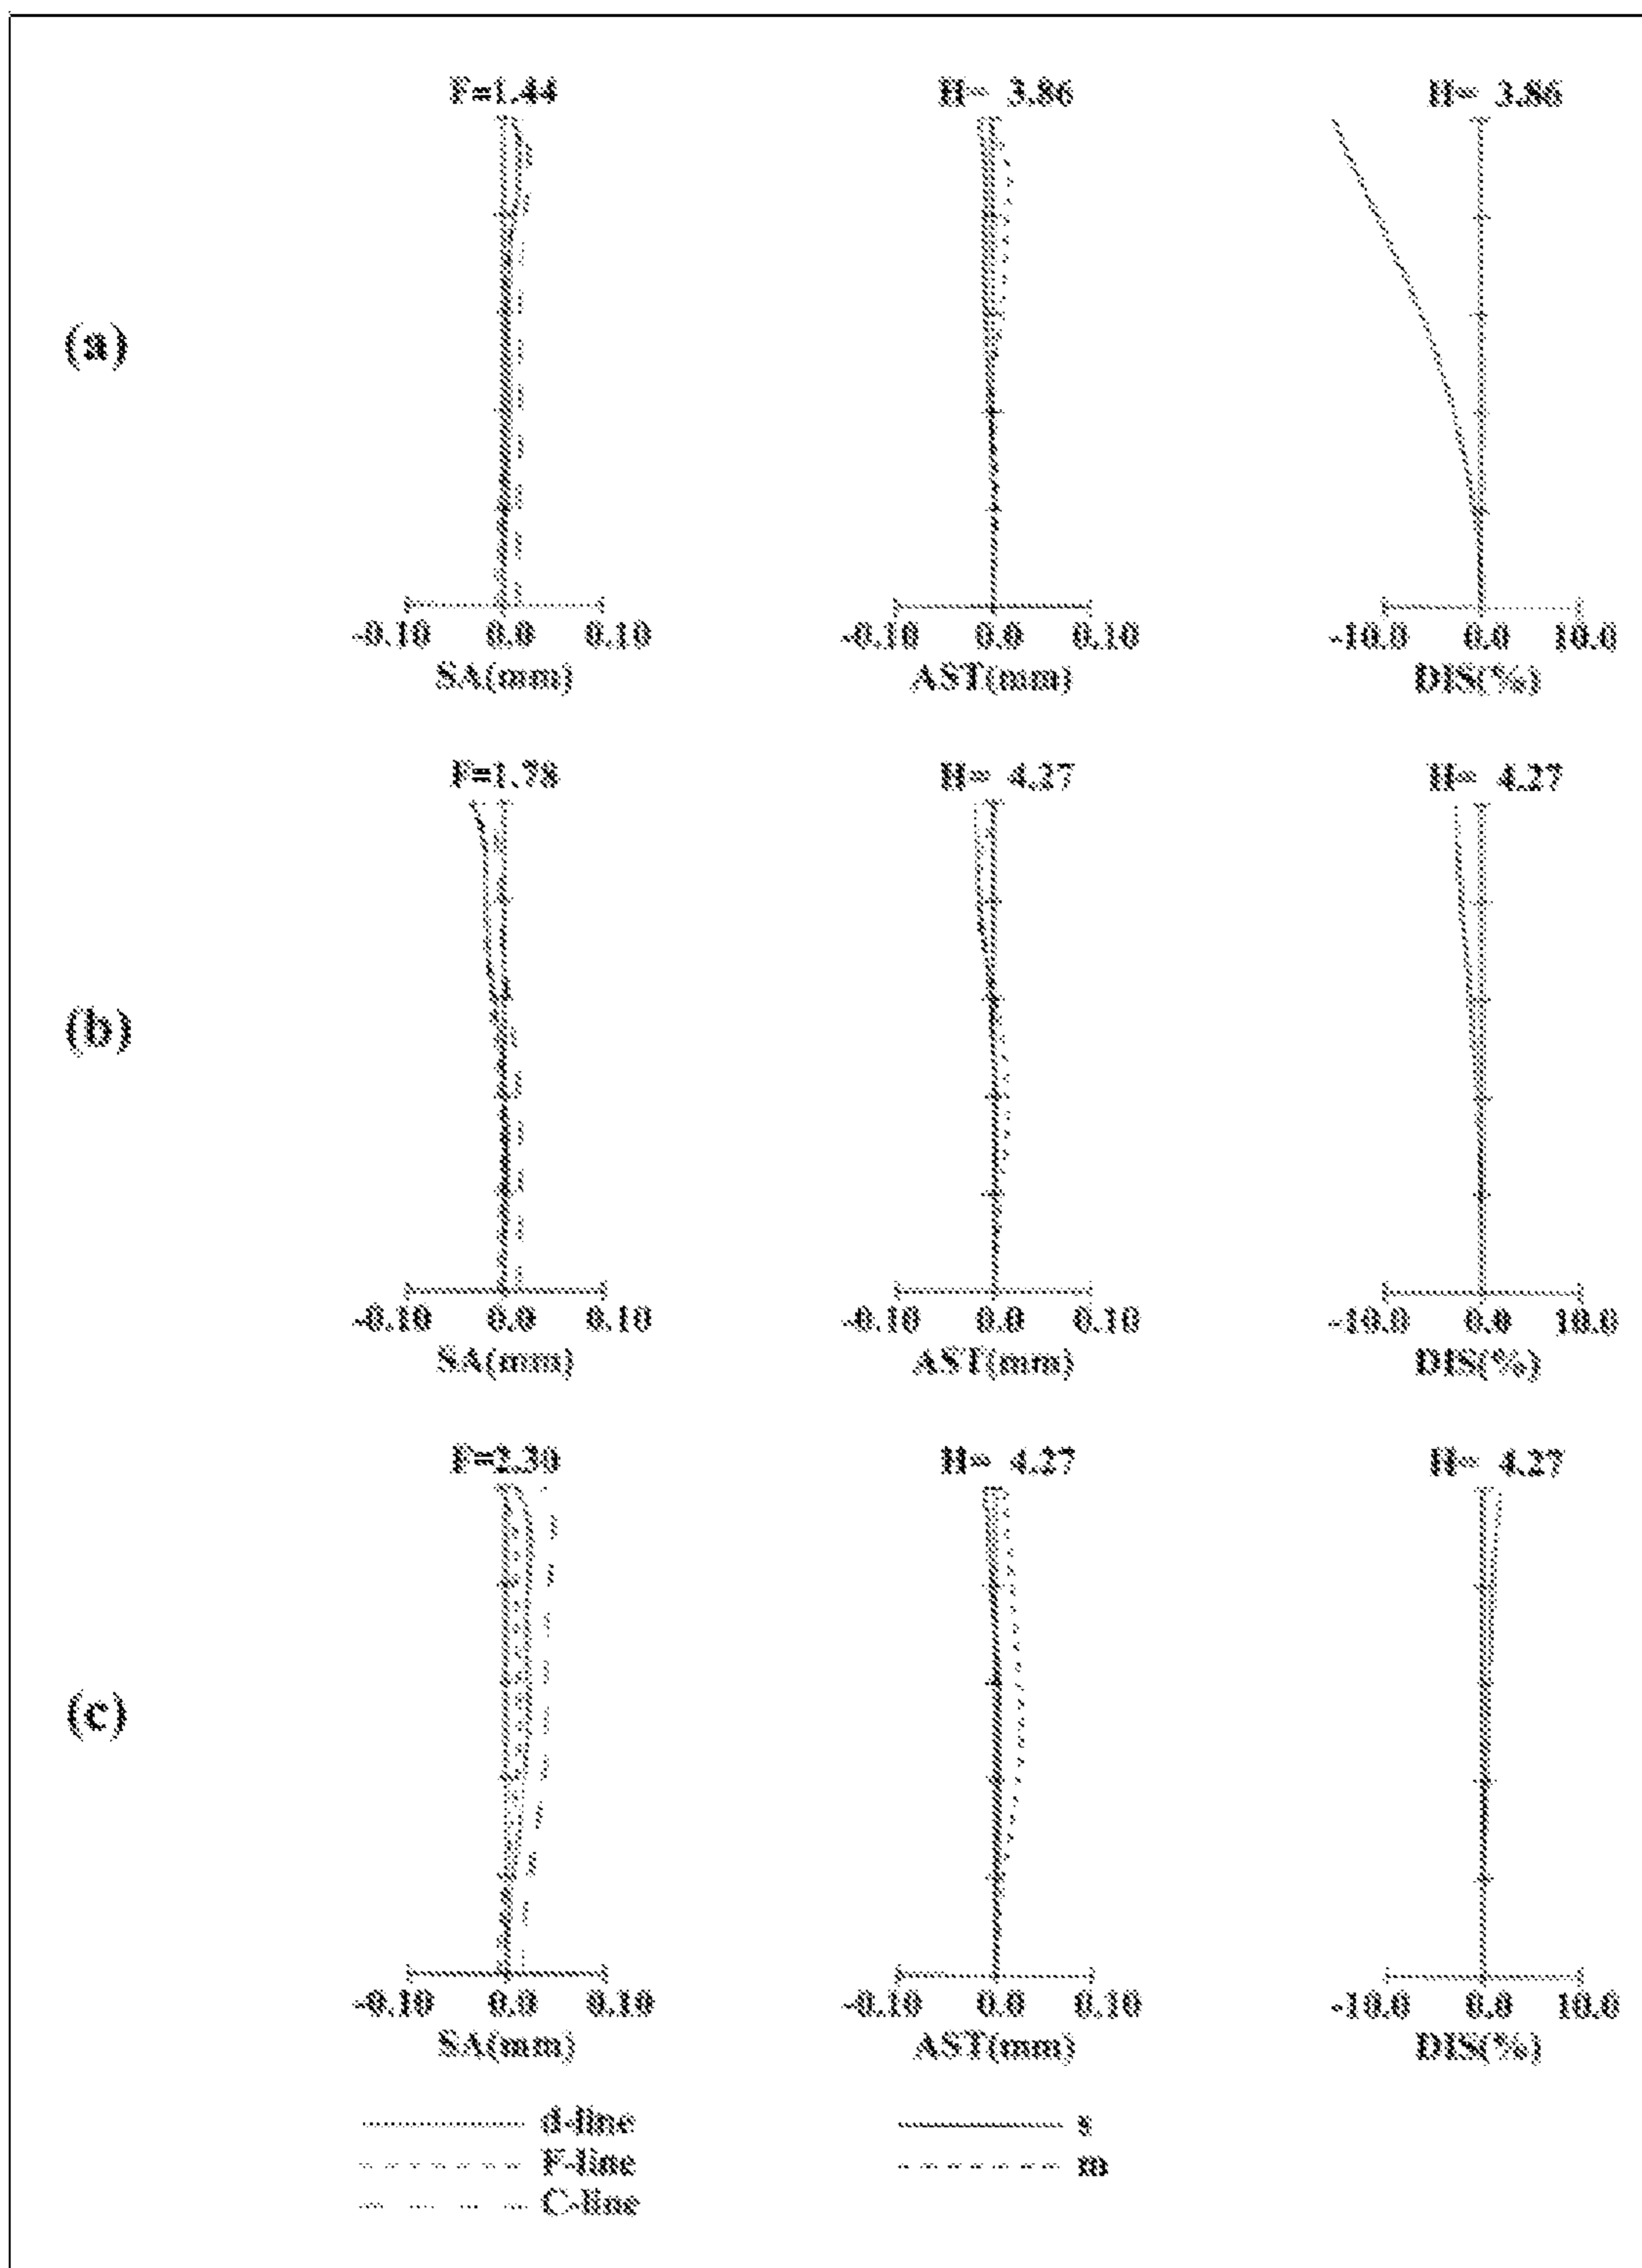 F=1.44 H= 3.86 H= 3.86
(a)
-0.10 0.0 0.10 -0.10 0.0 0.10 -10.0 0.0 10.0
SA(mm) AST(mm) DIS(%)
F=1.78 H= 4.27 H= 4.27
(b)
-0.10 0.0 0.10 -0.10 0.0 0.10 -10.0 0.0 10.0
SA(mm) AST(mm) DIS(%)
F=2.30 H= 4.27 H= 4.27
(c)
-0.10 0.0 0.10 -0.10 0.0 0.10 -10.0 0.0 10.0
SA(mm) AST(mm) DIS(%)
d-line s
F-line m
C-line